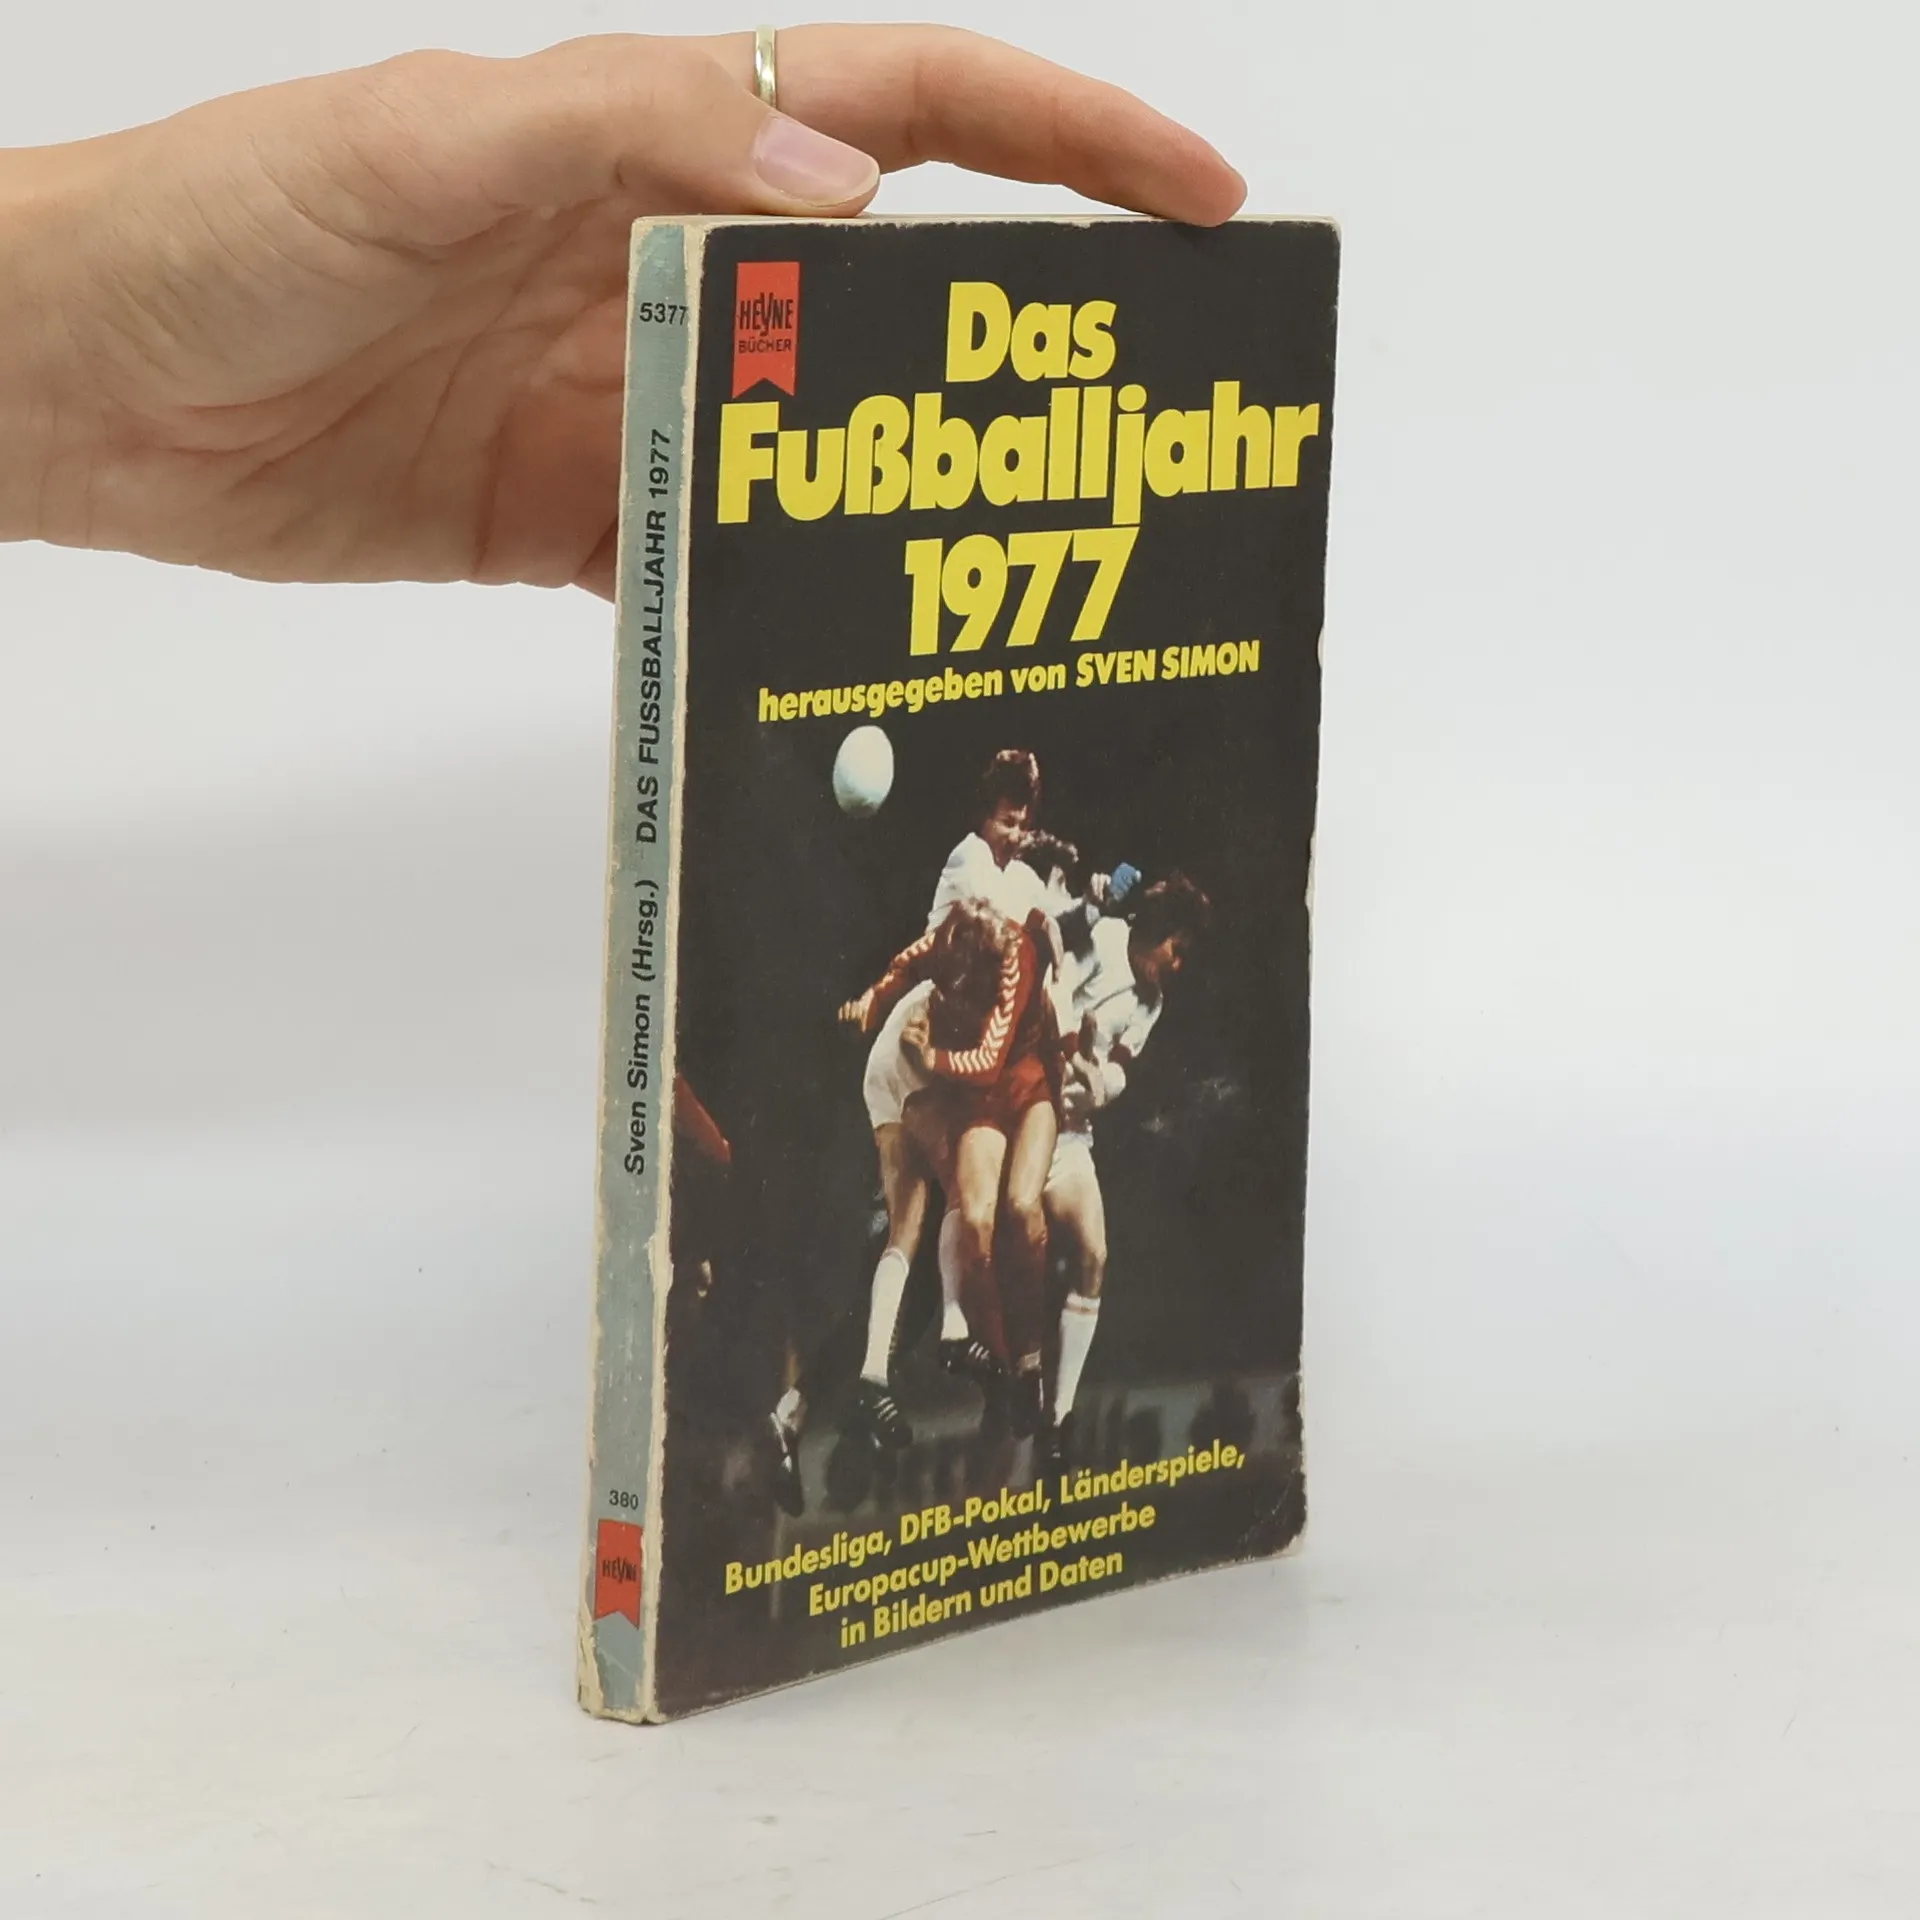 5377
Sven Simon (Hrsg.) DAS FUSSBALLJAHR 1977
380
HEYNE
HEYNE
BÜCHER
Das
Fußballjahr
1977
herausgegeben von SVEN SIMON
Bundesliga, DFB-Pokal, Länderspiele,
Europacup-Wettbewerbe
in Bildern und Daten